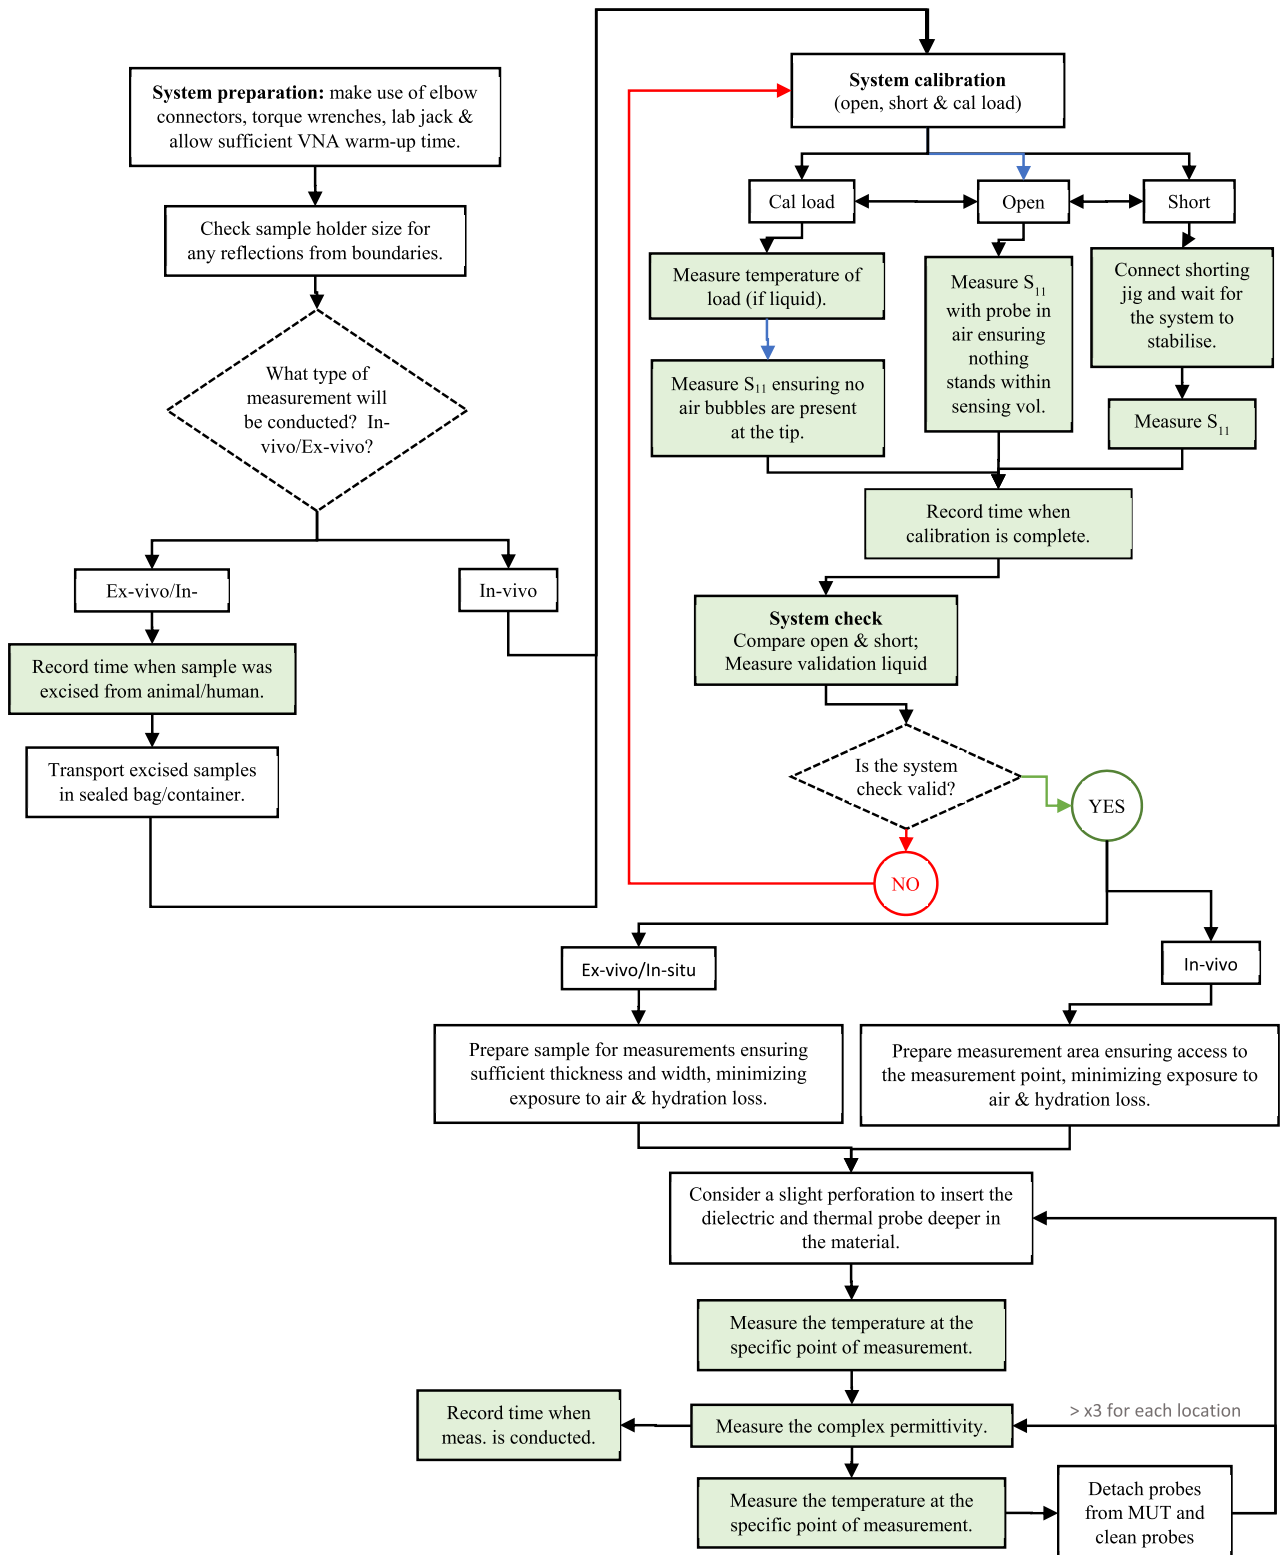 System preparation: make use of elbow
connectors, torque wrenches, lab jack &
allow sufficient VNA warm-up time.
Check sample holder size for
any reflections from boundaries.
What type of
measurement will
be conducted? In-
vivo/Ex-vivo?
Ex-vivo/In-
In-vivo
Record time when sample was
excised from animal/human.
Transport excised samples
in sealed bag/container.
System calibration
(open, short & cal load)
Cal load
Open
Short
Measure temperature of
load (if liquid).
Measure S₁₁ ensuring no
air bubbles are present
at the tip.
Measure S₁₁
with probe in
air ensuring
nothing
stands within
sensing vol.
Connect shorting
jig and wait for
the system to
stabilise.
Measure S₁₁
Record time when
calibration is complete.
System check
Compare open & short;
Measure validation liquid
Is the system
check valid?
YES
NO
Ex-vivo/In-situ
In-vivo
Prepare sample for measurements ensuring
sufficient thickness and width, minimizing
exposure to air & hydration loss.
Prepare measurement area ensuring access to
the measurement point, minimizing exposure to
air & hydration loss.
Consider a slight perforation to insert the
dielectric and thermal probe deeper in
the material.
Measure the temperature at the
specific point of measurement.
Record time when
meas. is conducted.
Measure the complex permittivity.
> x3 for each location
Measure the temperature at the
specific point of measurement.
Detach probes
from MUT and
clean probes